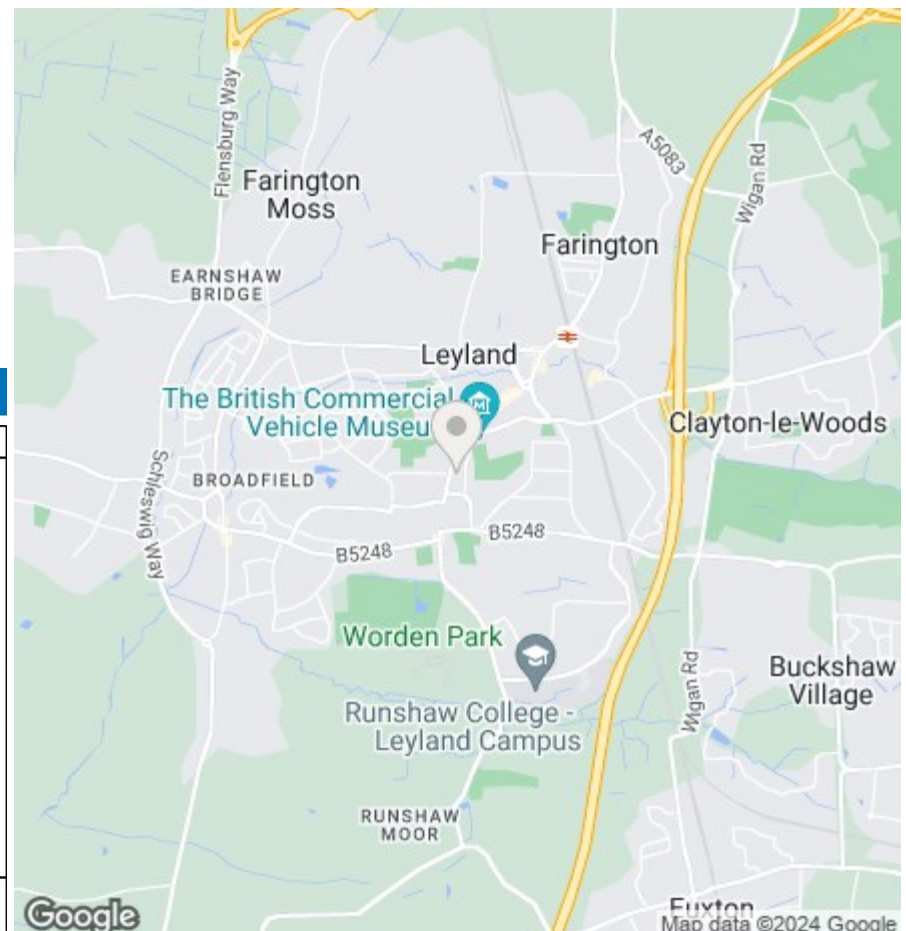 Flensburg Way
Farington
Moss
A5083
Wigan Rd
Farington
EARNSHAW
BRIDGE
Leyland
The British Commercial
Vehicle Museu
M
Clayton-le-Woods
BROADFIELD
Schleswig Way
B5248
B5248
Worden Park
Runshaw College -
Leyland Campus
Wigan Rd
Buckshaw
Village
RUNSHAW
MOOR
Euxton
Google
Map data ©2024 Google